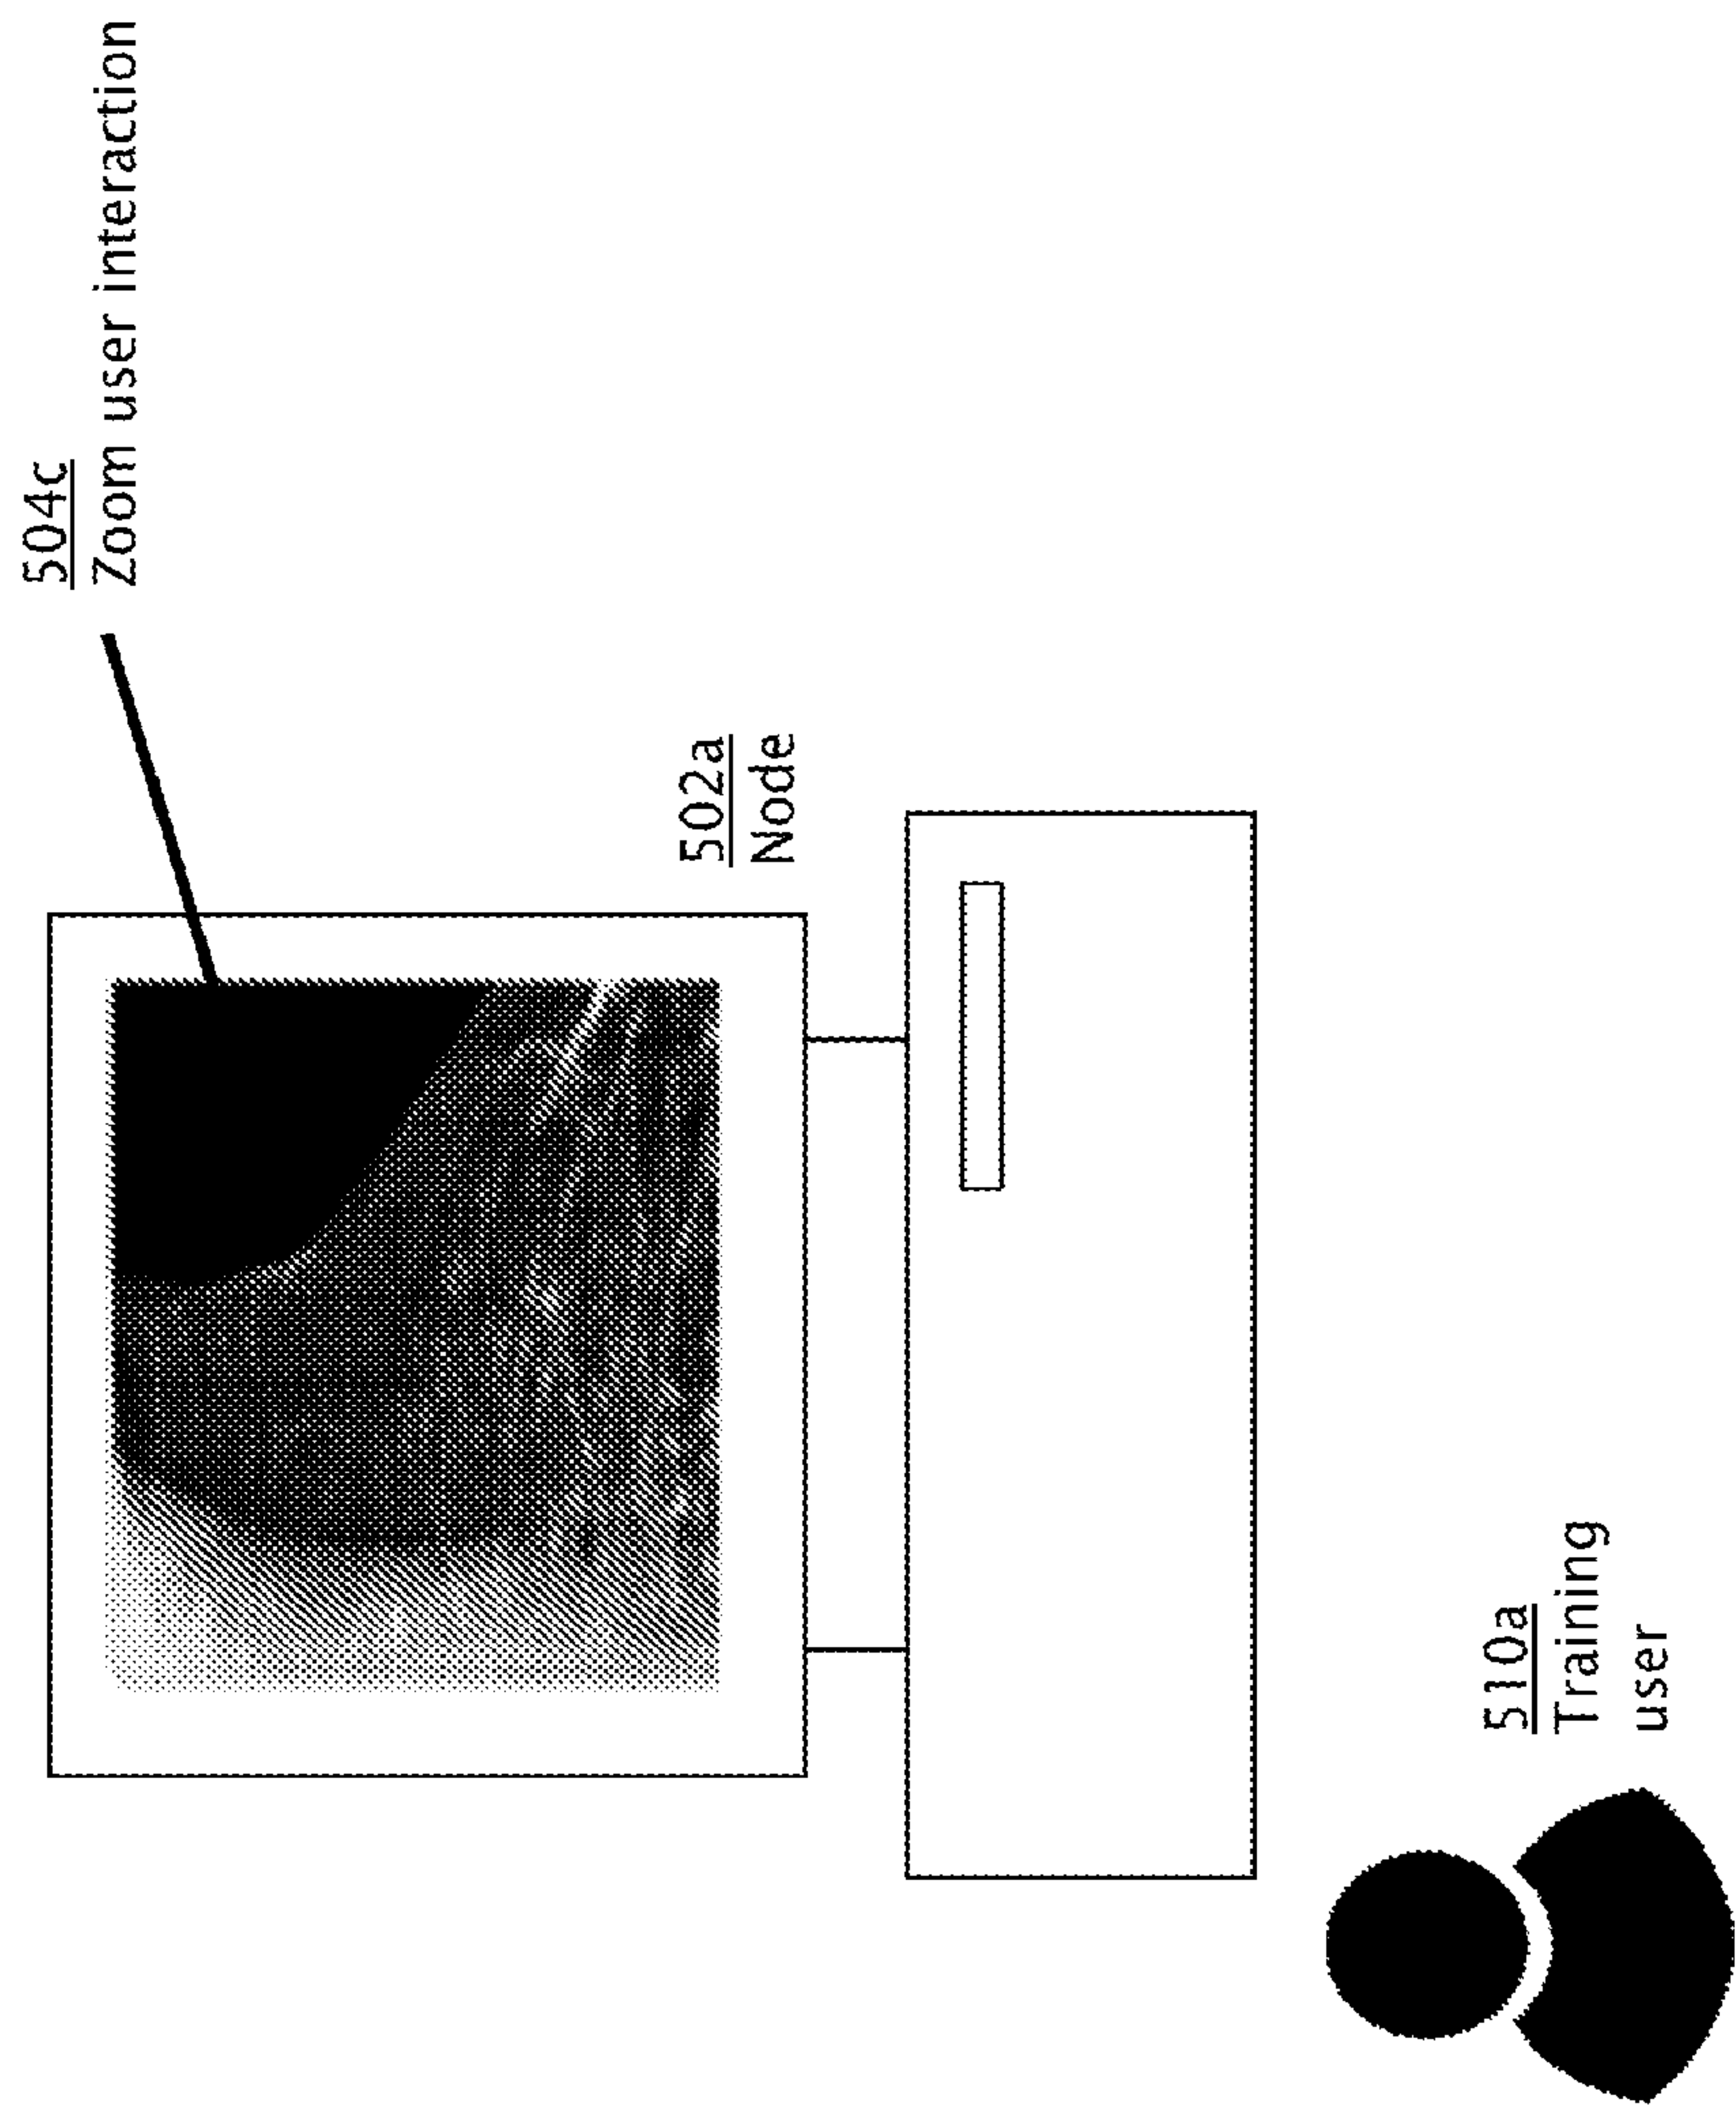 504c
Zoom user interaction
502a
Node
510a
Training
user